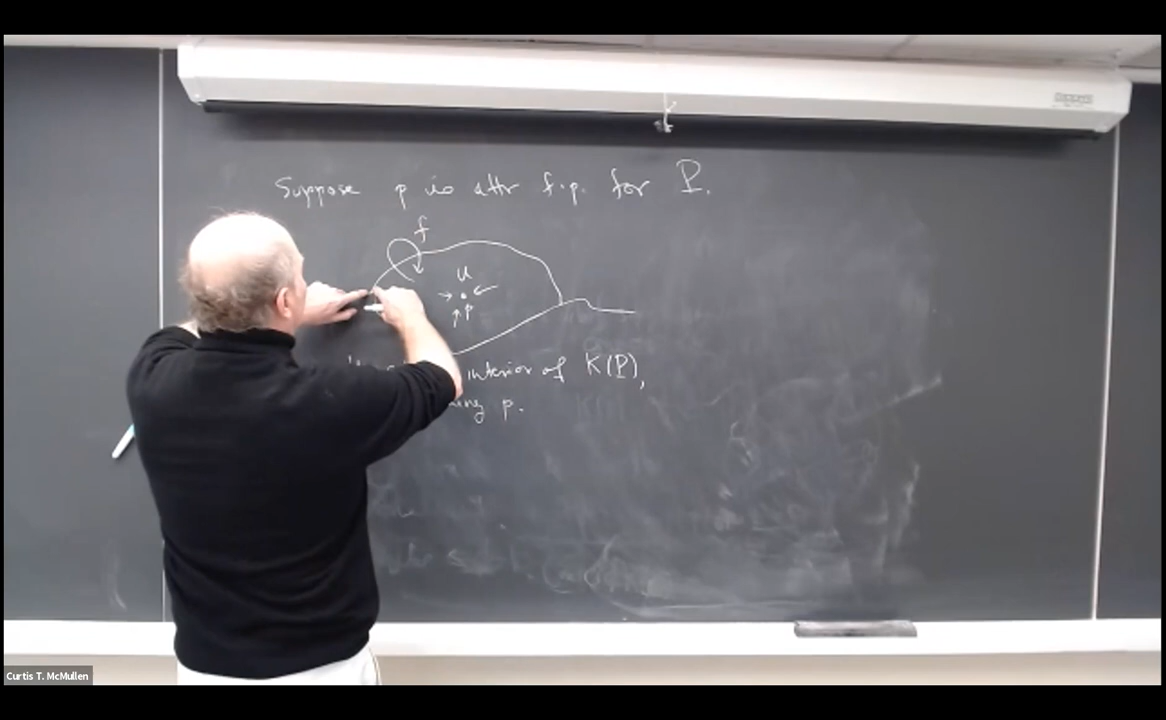 Suppose p is attr f.p. for P.
f
U
p
interior of K(P),
p.
Curtis T. McMullen